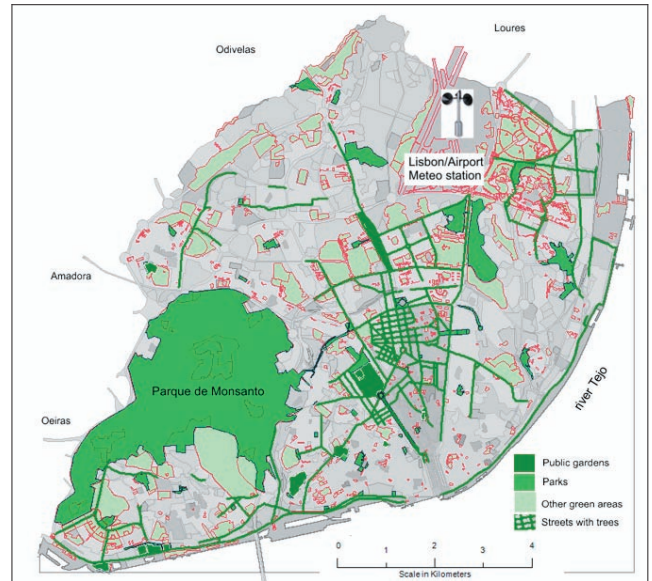 Loures
Odivelas
Lisbon/Airport
Meteo station
Amadora
Parque de Monsanto
Oeiras
river Tejo
Public gardens
Parks
Other green areas
Streets with trees
0 1 2 3 4
Scale in Kilometers